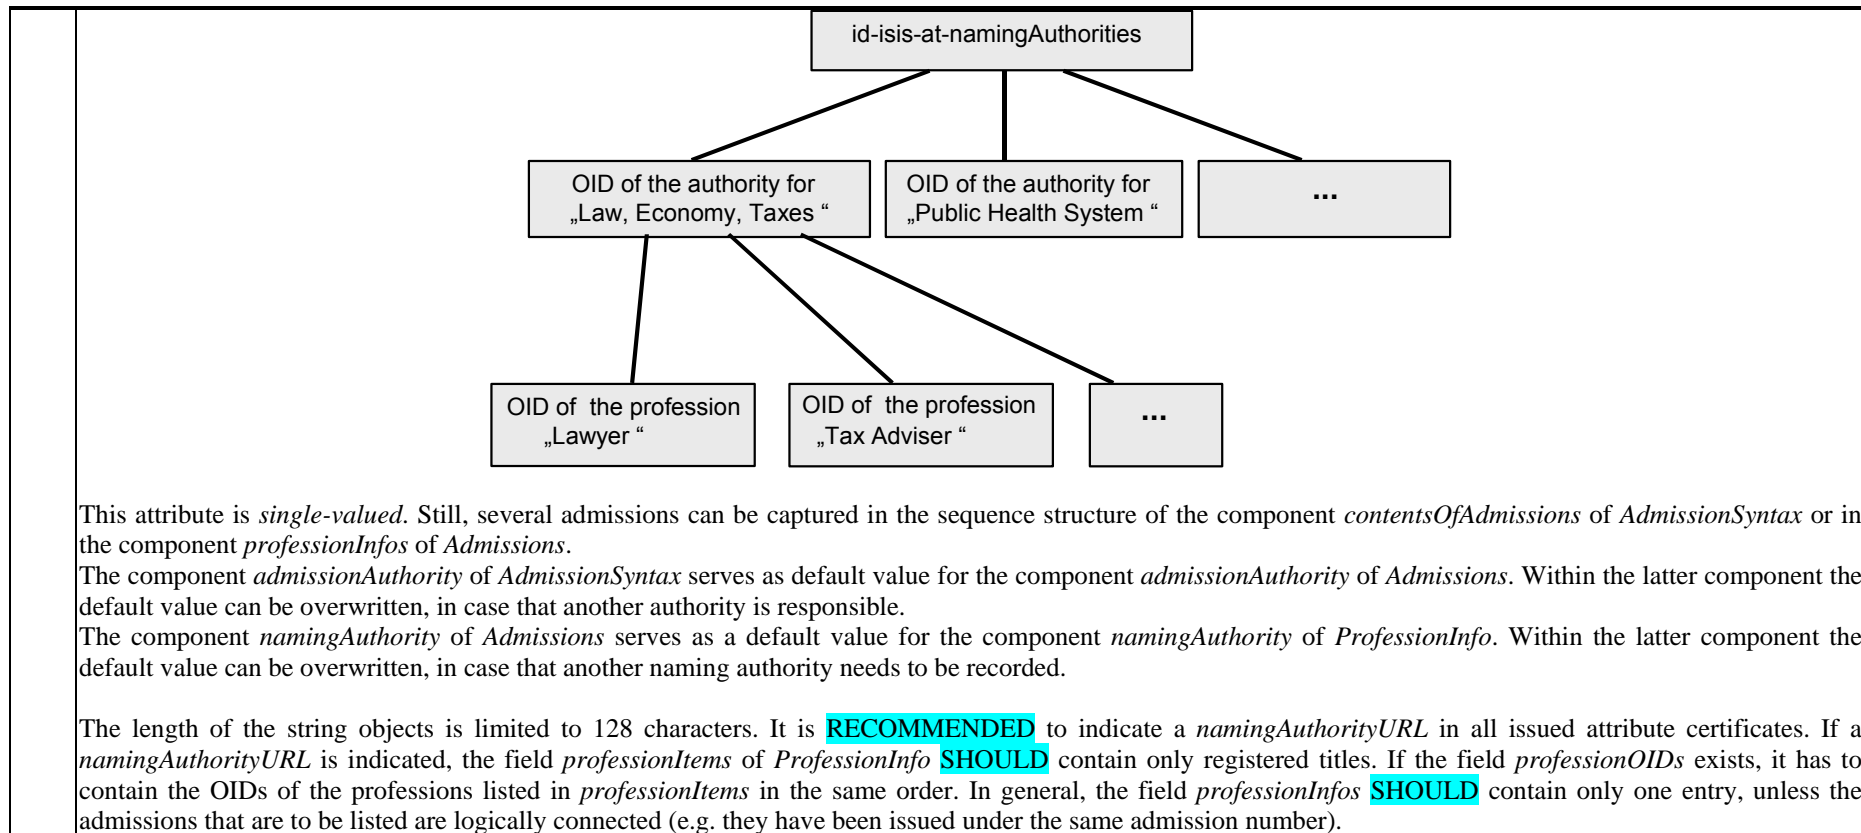 id-isis-at-namingAuthorities
OID of the authority for
„Law, Economy, Taxes “
OID of the authority for
„Public Health System “
...
OID of  the profession
„Lawyer “
OID of  the profession
„Tax Adviser “
...
This attribute is single-valued. Still, several admissions can be captured in the sequence structure of the component contentsOfAdmissions of AdmissionSyntax or in
the component professionInfos of Admissions.
The component admissionAuthority of AdmissionSyntax serves as default value for the component admissionAuthority of Admissions. Within the latter component the
default value can be overwritten, in case that another authority is responsible.
The component namingAuthority of Admissions serves as a default value for the component namingAuthority of ProfessionInfo. Within the latter component the
default value can be overwritten, in case that another naming authority needs to be recorded.
The length of the string objects is limited to 128 characters. It is RECOMMENDED to indicate a namingAuthorityURL in all issued attribute certificates. If a
namingAuthorityURL is indicated, the field professionItems of ProfessionInfo SHOULD contain only registered titles. If the field professionOIDs exists, it has to
contain the OIDs of the professions listed in professionItems in the same order. In general, the field professionInfos SHOULD contain only one entry, unless the
admissions that are to be listed are logically connected (e.g. they have been issued under the same admission number).